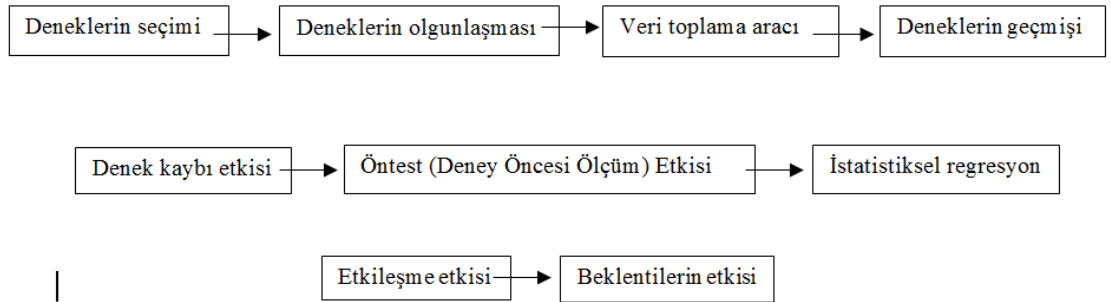 Deneklerin seçimi
Deneklerin olgunlaşması
Veri toplama aracı
Deneklerin geçmişi
Denek kaybı etkisi
Öntest (Deney Öncesi Ölçüm) Etkisi
İstatistiksel regresyon
Etkileşme etkisi
Beklentilerin etkisi